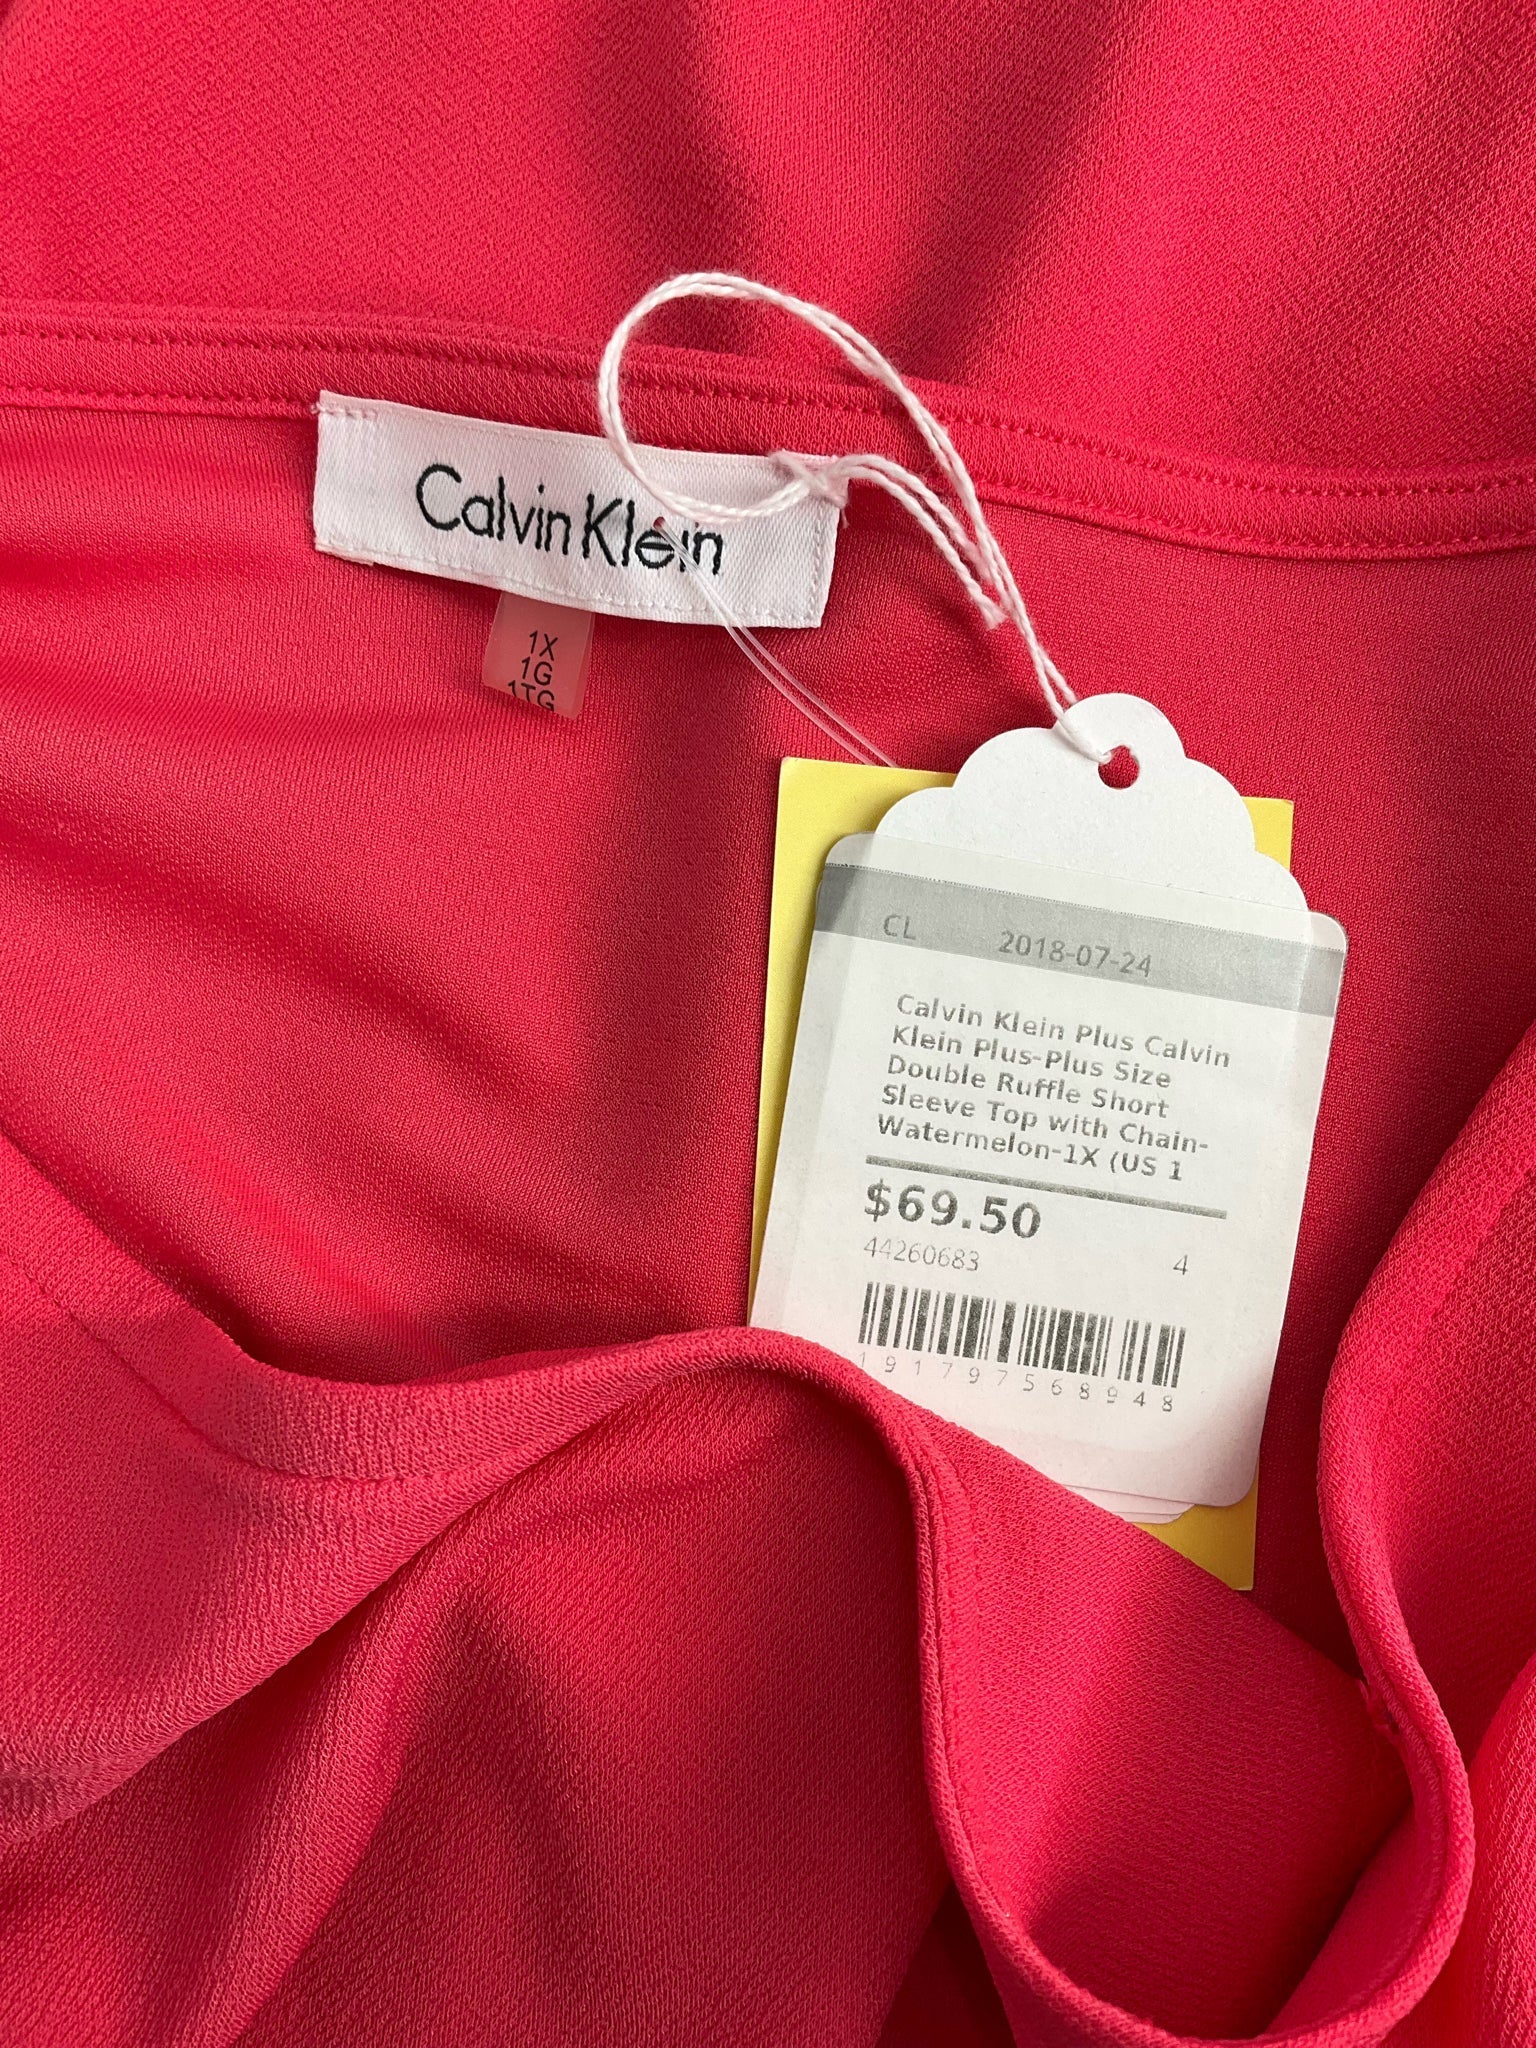 Calvin Klein
1X
1G
1TG
CL 2018-07-24
Calvin Klein Plus Calvin
Klein Plus-Plus Size
Double Ruffle Short
Sleeve Top with Chain-
Watermelon-1X (US 1
$69.50
44260683 4
191797568948